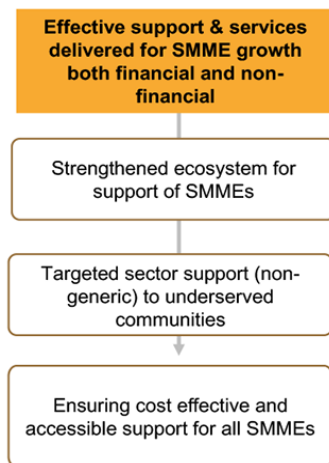 Effective support & services
delivered for SMME growth
both financial and non-
financial
Strengthened ecosystem for
support of SMMEs
Targeted sector support (non-
generic) to underserved
communities
Ensuring cost effective and
accessible support for all SMMEs